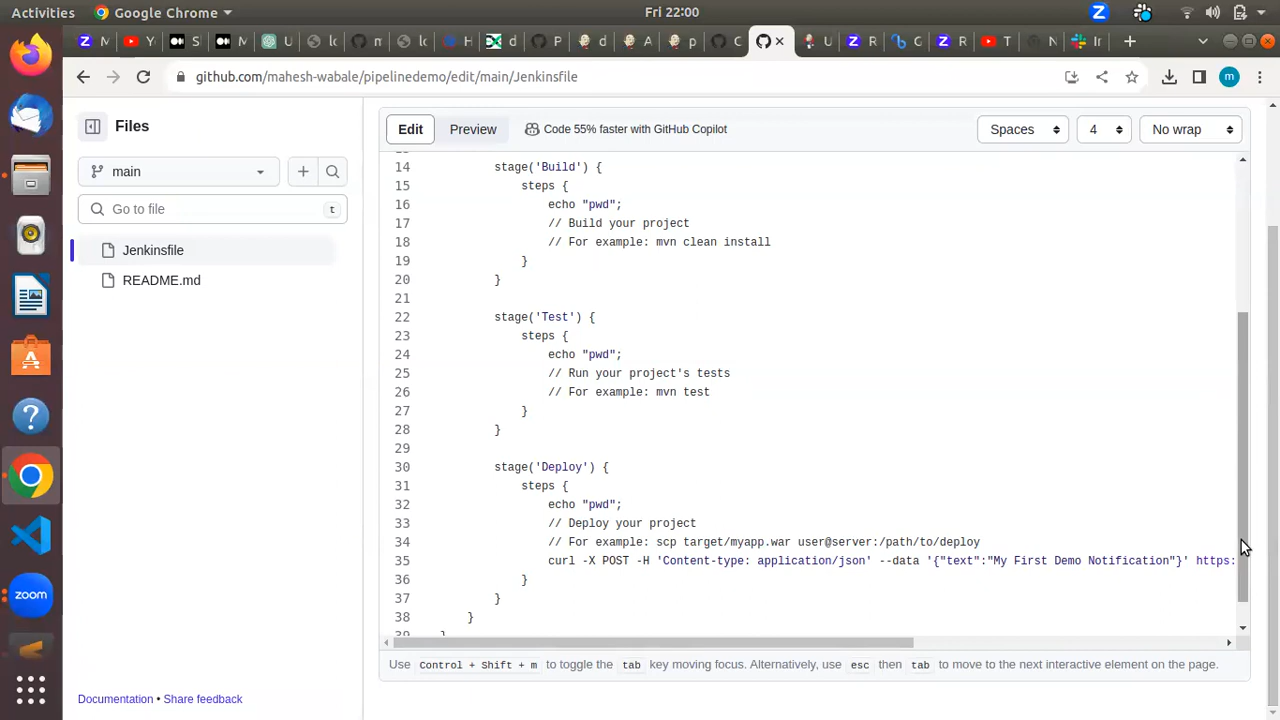 Activities
Google Chrome
Fri 22:00
github.com/mahesh-wabale/pipelinedemo/edit/main/Jenkinsfile
m
Files
main
Go to file
t
Jenkinsfile
README.md
Documentation • Share feedback
Edit
Preview
Code 55% faster with GitHub Copilot
Spaces
4
No wrap
14 stage('Build') {
15 steps {
16 echo "pwd";
17 // Build your project
18 // For example: mvn clean install
19 }
20 }
21
22 stage('Test') {
23 steps {
24 echo "pwd";
25 // Run your project's tests
26 // For example: mvn test
27 }
28 }
29
30 stage('Deploy') {
31 steps {
32 echo "pwd";
33 // Deploy your project
34 // For example: scp target/myapp.war user@server:/path/to/deploy
35 curl -X POST -H 'Content-type: application/json' --data '{"text":"My First Demo Notification"}' https:
36 }
37 }
38 }
39 }
Use Control + Shift + m to toggle the tab key moving focus. Alternatively, use esc then tab to move to the next interactive element on the page.
zoom